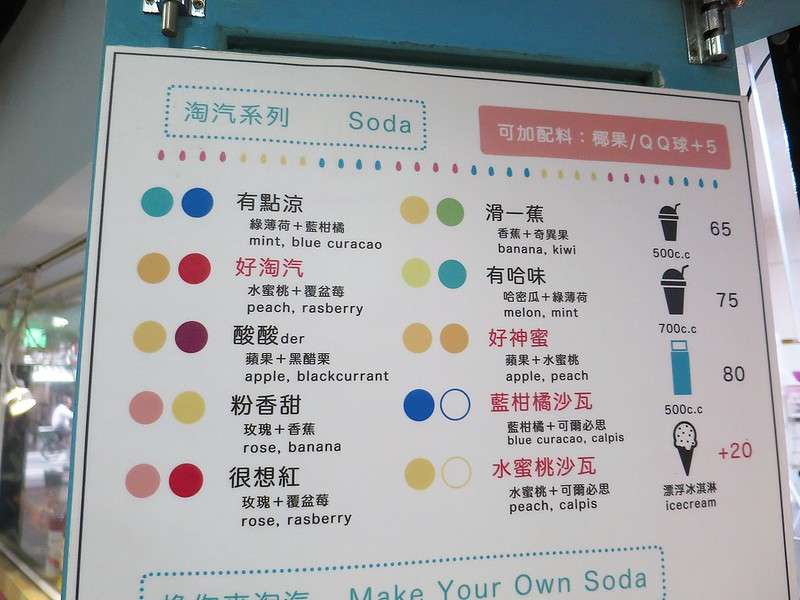 淘汽系列 Soda
可加配料：椰果/QQ球+5
有點涼
綠薄荷+藍柑橘
mint, blue curacao
好淘汽
水蜜桃+覆盆莓
peach, rasberry
酸酸der
蘋果+黑醋栗
apple, blackcurrant
粉香甜
玫瑰+香蕉
rose, banana
很想紅
玫瑰+覆盆莓
rose, rasberry
滑一蕉
香蕉+奇異果
banana, kiwi
有哈味
哈密瓜+綠薄荷
melon, mint
好神蜜
蘋果+水蜜桃
apple, peach
藍柑橘沙瓦
藍柑橘+可爾必思
blue curacao, calpis
水蜜桃沙瓦
水蜜桃+可爾必思
peach, calpis
65
500c.c
75
700c.c
80
500c.c
+20
漂浮冰淇淋
icecream
換你來淘汽 Make Your Own Soda